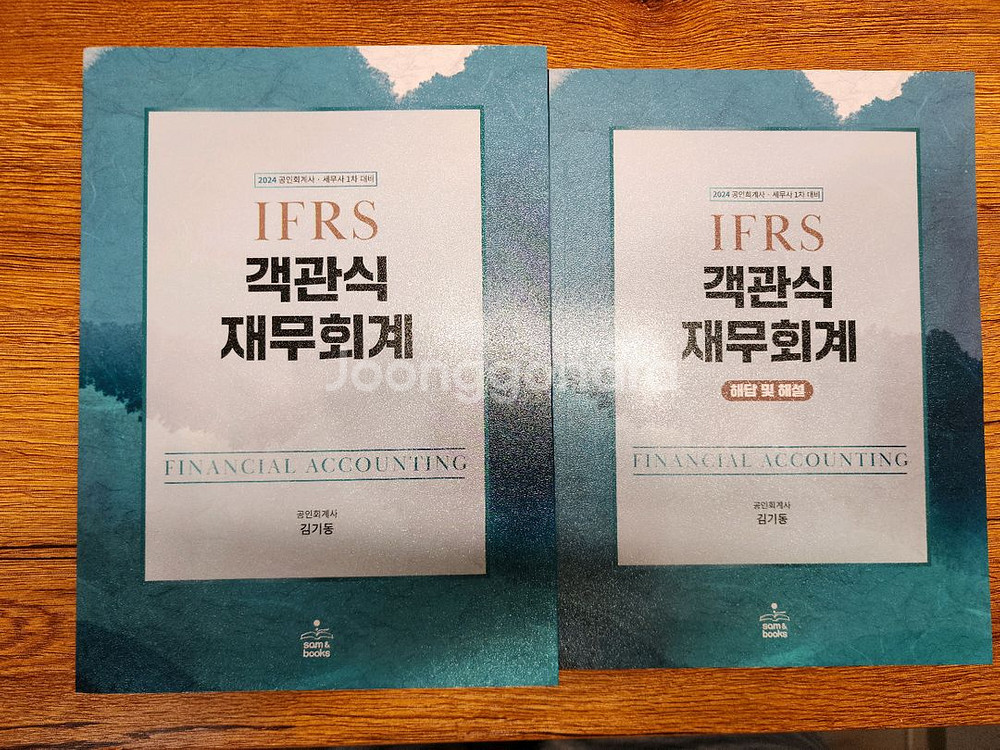 2024 공인회계사 · 세무사 1차 대비
IFRS
객관식
재무회계
FINANCIAL ACCOUNTING
공인회계사
김기동
sam &
books
2024 공인회계사 · 세무사 1차 대비
IFRS
객관식
재무회계
해답 및 해설
FINANCIAL ACCOUNTING
공인회계사
김기동
sam &
books
Joonggonara